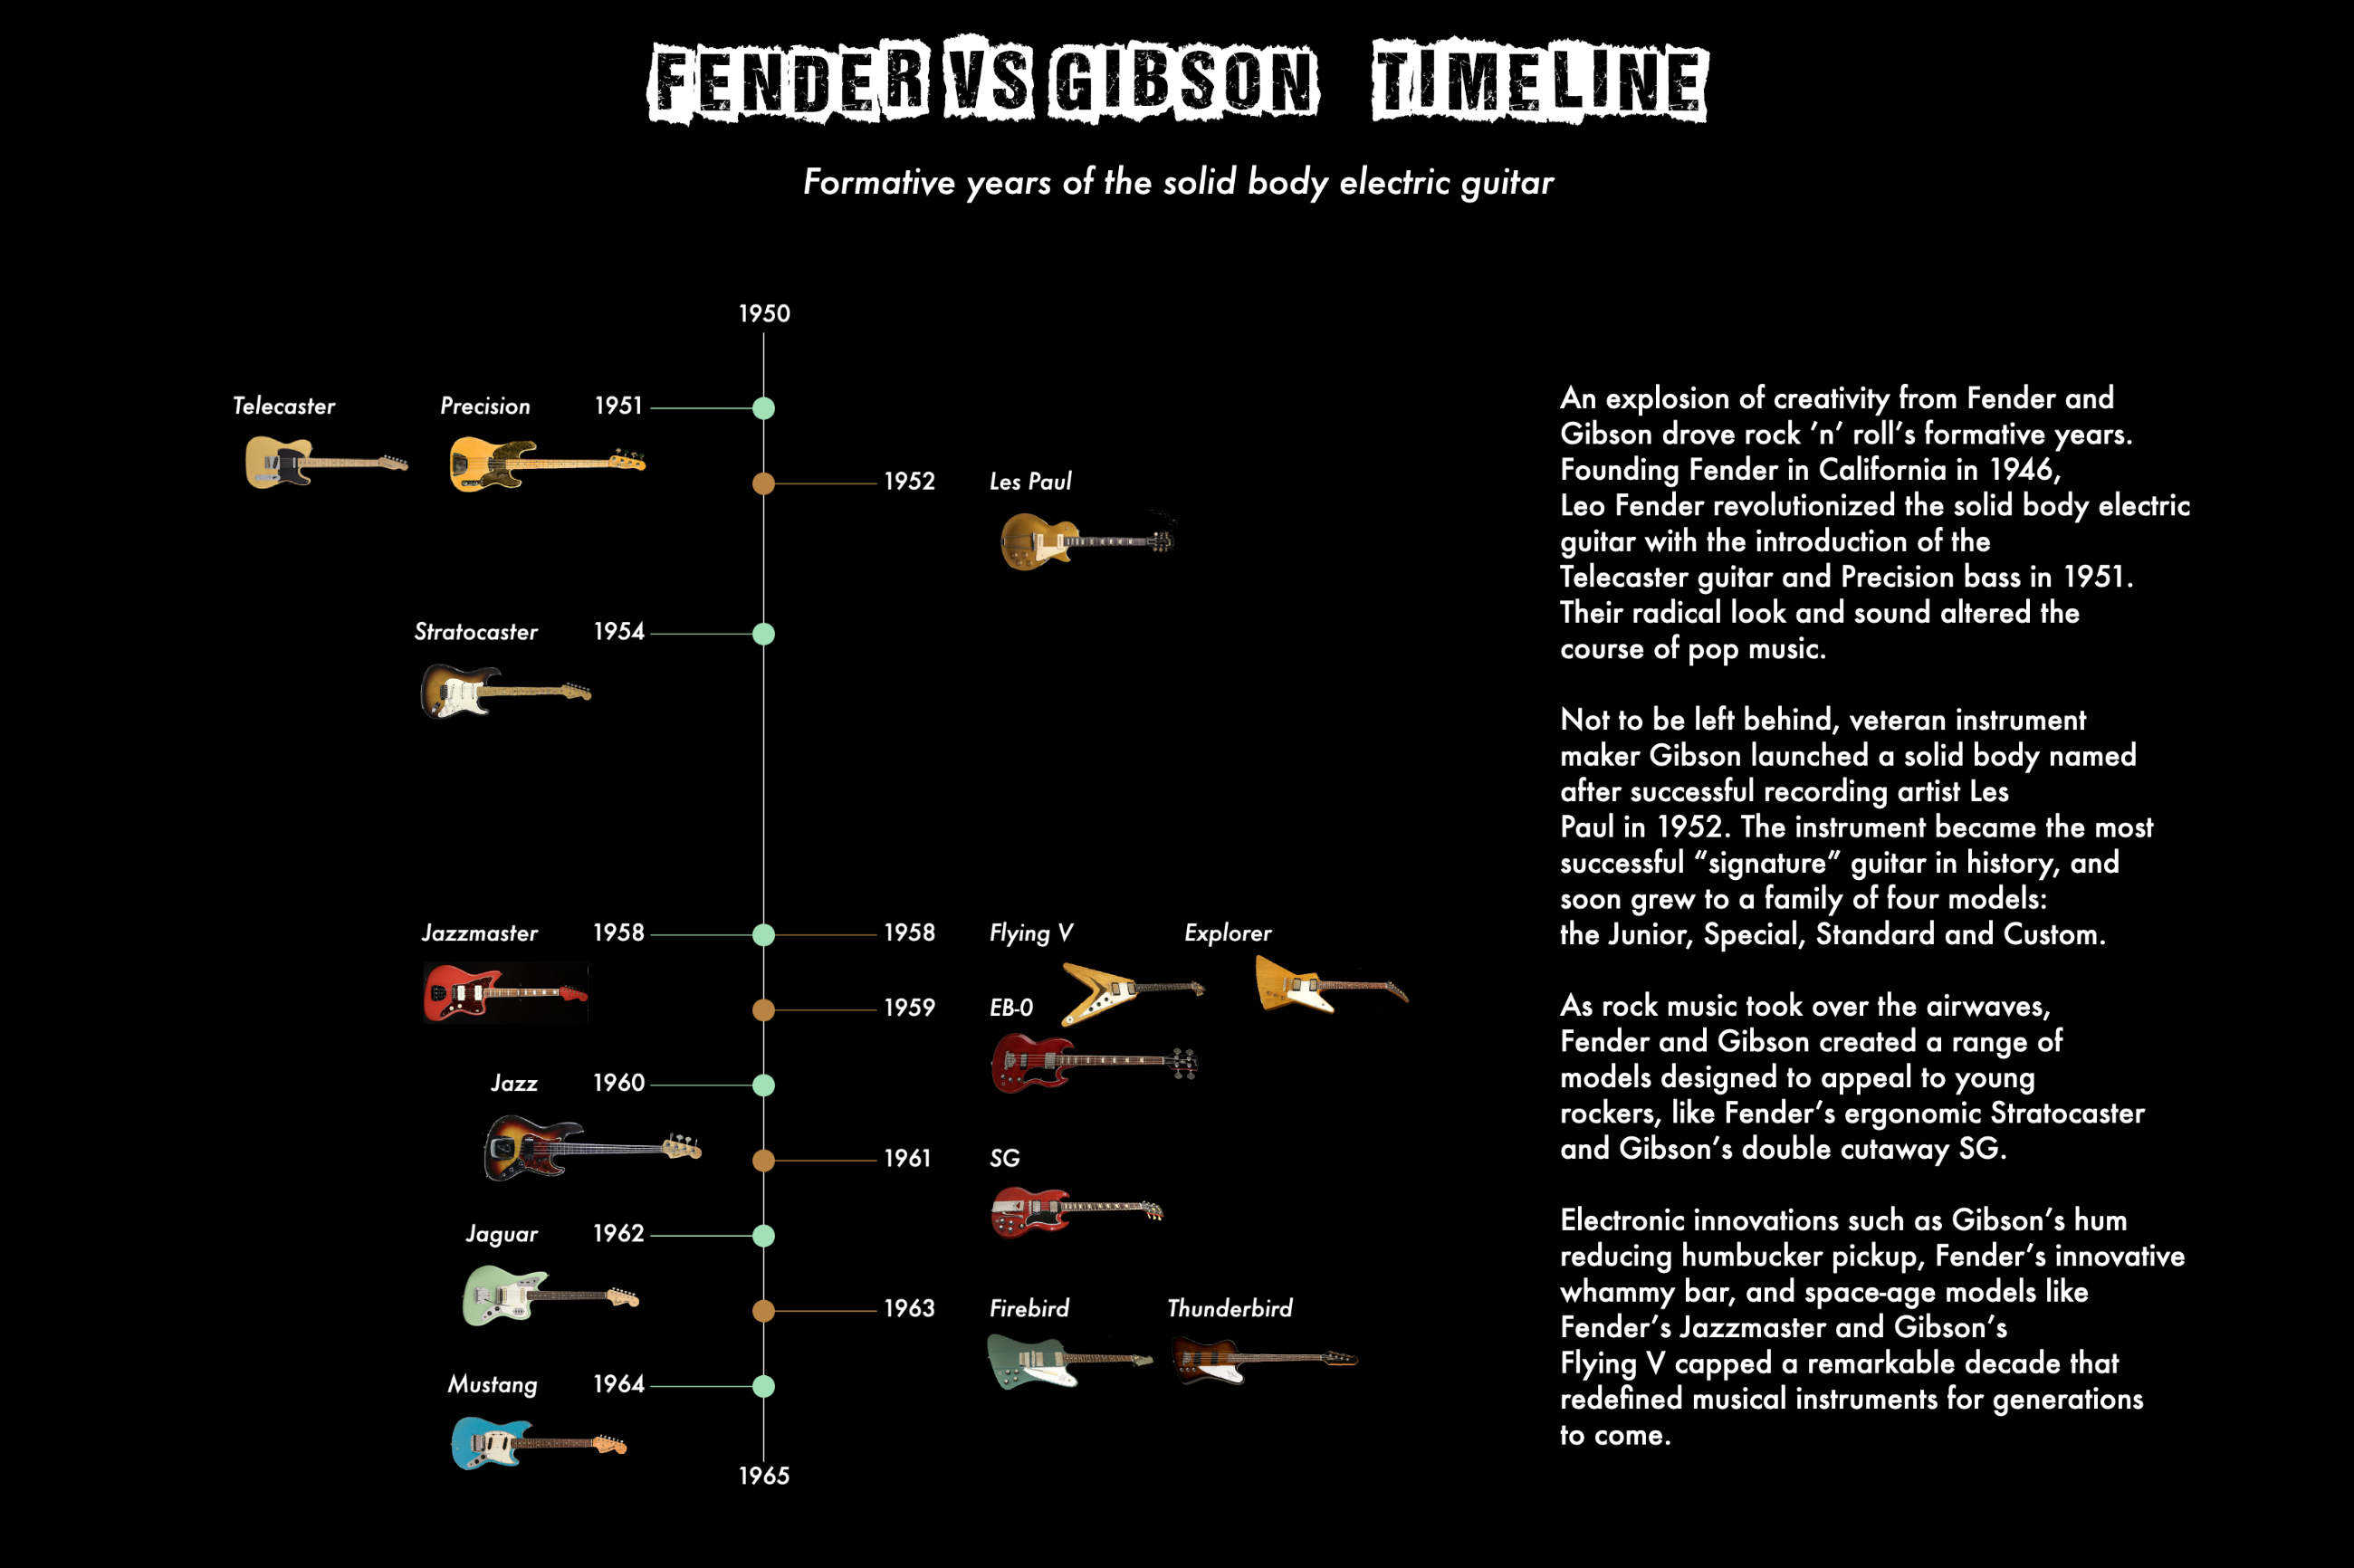 FENDER VS GIBSON TIMELINE
Formative years of the solid body electric guitar
1950
Telecaster Precision 1951
1952 Les Paul
Stratocaster 1954
Jazzmaster 1958 1958 Flying V Explorer
1959 EB-0
Jazz 1960
1961 SG
Jaguar 1962
1963 Firebird Thunderbird
Mustang 1964
1965
An explosion of creativity from Fender and
Gibson drove rock ’n’ roll’s formative years.
Founding Fender in California in 1946,
Leo Fender revolutionized the solid body electric
guitar with the introduction of the
Telecaster guitar and Precision bass in 1951.
Their radical look and sound altered the
course of pop music.
Not to be left behind, veteran instrument
maker Gibson launched a solid body named
after successful recording artist Les
Paul in 1952. The instrument became the most
successful “signature” guitar in history, and
soon grew to a family of four models:
the Junior, Special, Standard and Custom.
As rock music took over the airwaves,
Fender and Gibson created a range of
models designed to appeal to young
rockers, like Fender’s ergonomic Stratocaster
and Gibson’s double cutaway SG.
Electronic innovations such as Gibson’s hum
reducing humbucker pickup, Fender’s innovative
whammy bar, and space-age models like
Fender’s Jazzmaster and Gibson’s
Flying V capped a remarkable decade that
redefined musical instruments for generations
to come.